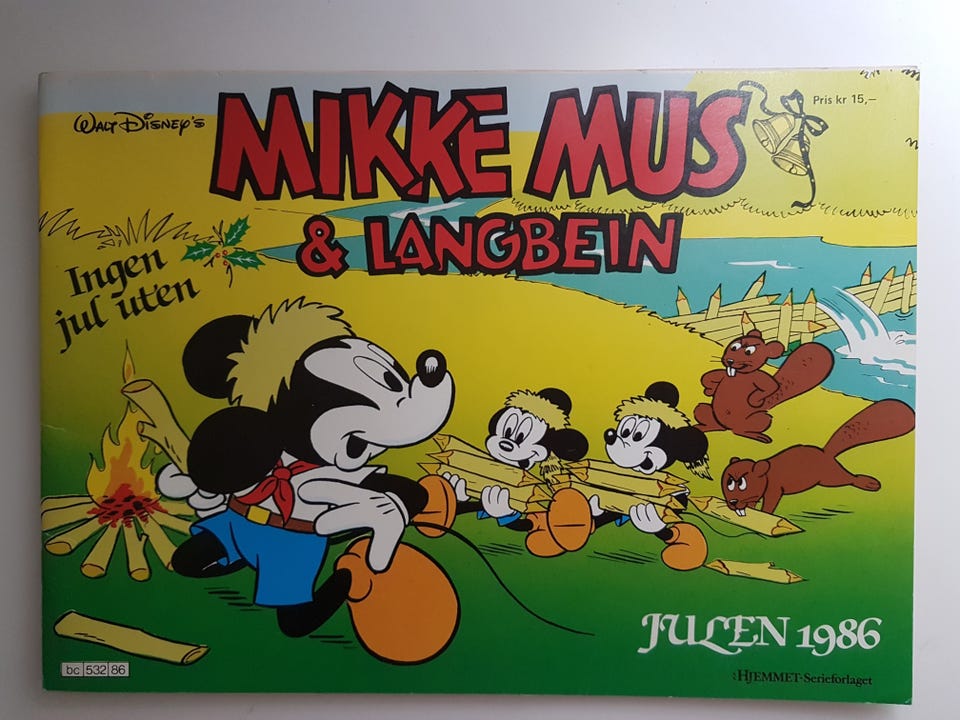 Walt Disney's
MIKKE MUS
Pris kr 15,–
& LANGBEIN
Ingen
jul uten
JULEN 1986
HJEMMET-Serieforlaget
bc 532 86